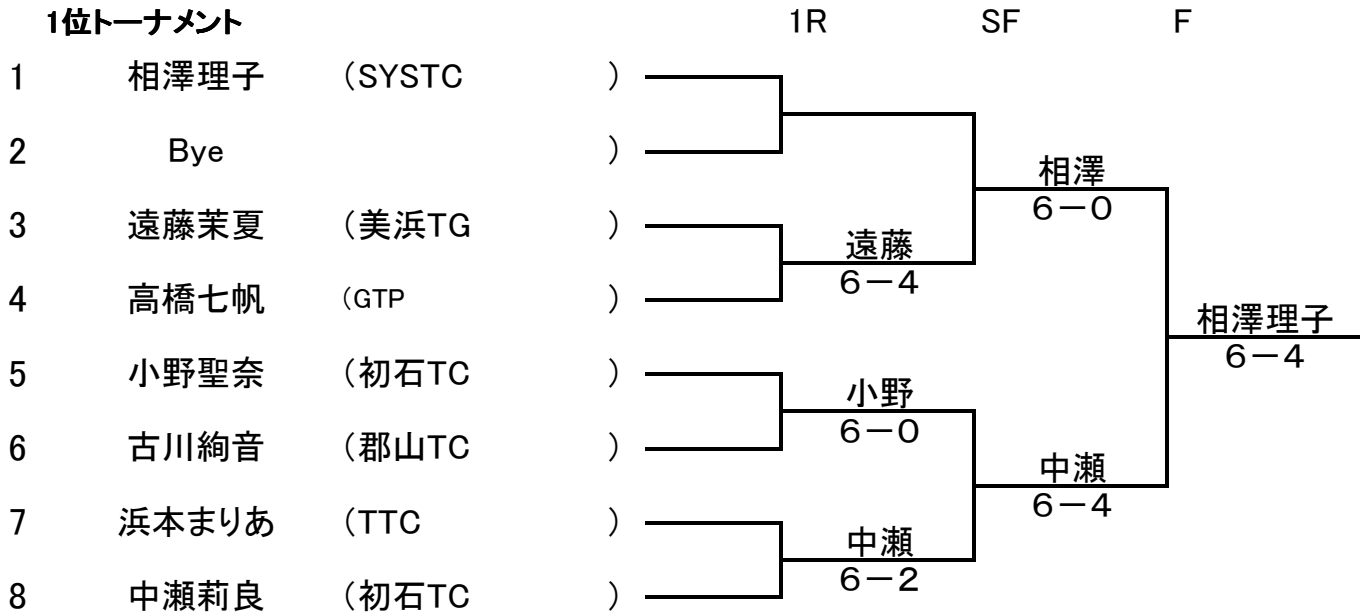 1位トーナメント 1R SF F
1 相澤理子 （SYSTC ）
2 Bye ）
相澤
6－0
3 遠藤茉夏 （美浜TG ）
遠藤
6－4
4 高橋七帆 （GTP ）
相澤理子
6－4
5 小野聖奈 （初石TC ）
小野
6－0
6 古川絢音 （郡山TC ）
中瀬
6－4
7 浜本まりあ （TTC ）
中瀬
6－2
8 中瀬莉良 （初石TC ）